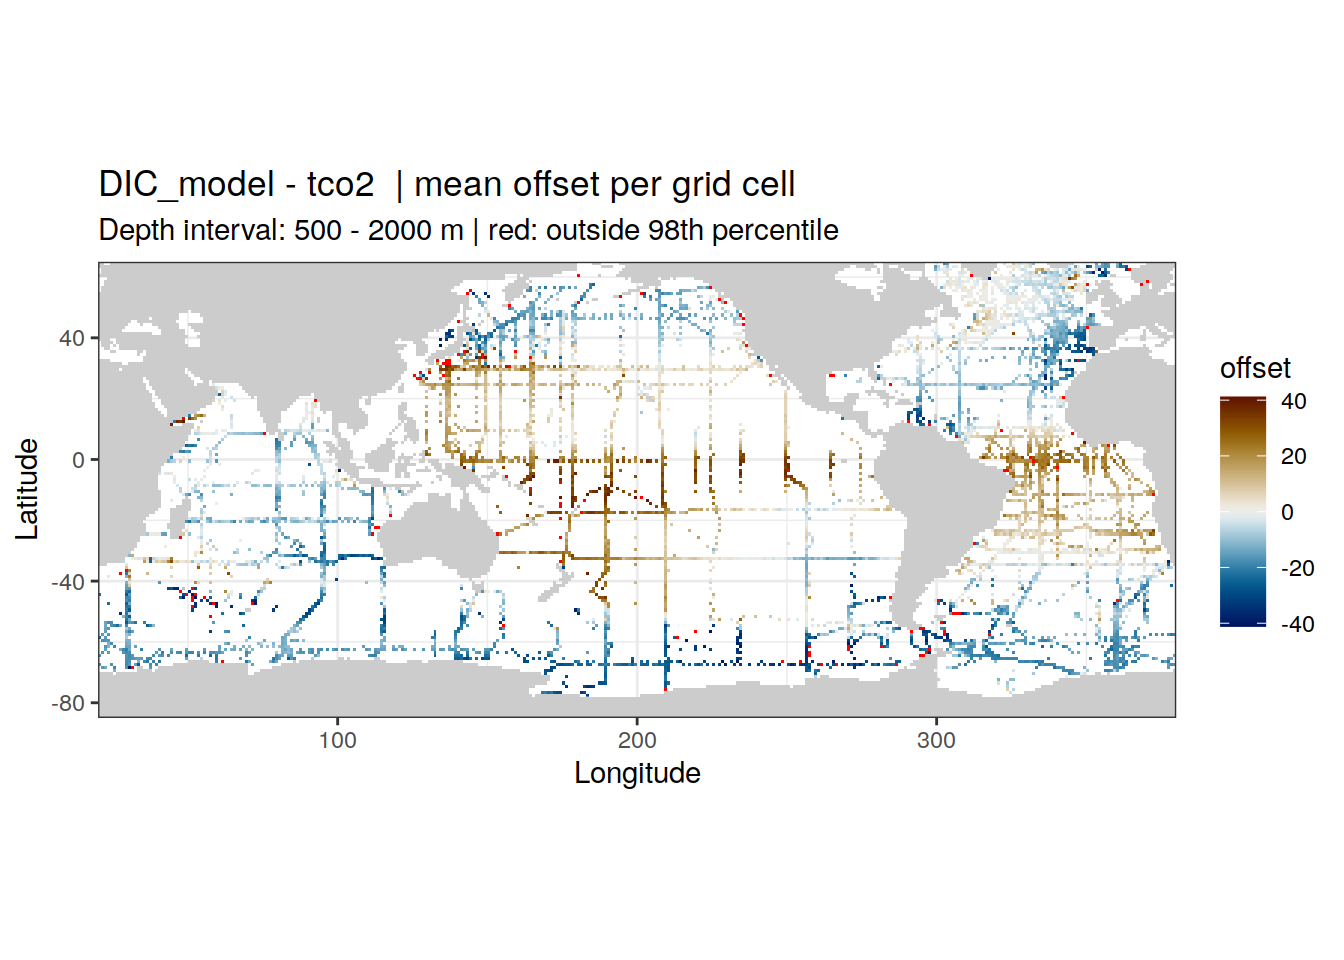 DIC_model - tco2  | mean offset per grid cell
Depth interval: 500 - 2000 m | red: outside 98th percentile
Latitude
40
0
-40
-80
100
200
300
Longitude
offset
40
20
0
-20
-40